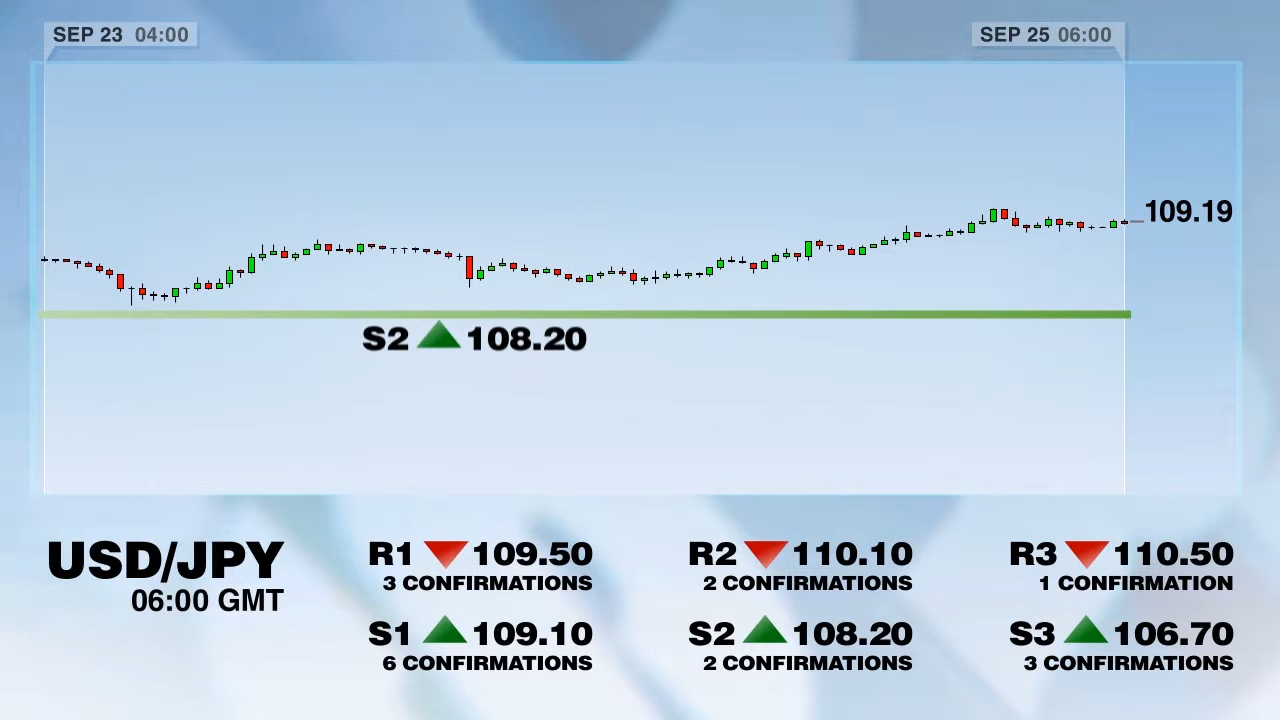 SEP 23 04:00
SEP 25 06:00
109.19
S2 108.20
USD/JPY
06:00 GMT
R1 109.50
3 CONFIRMATIONS
R2 110.10
2 CONFIRMATIONS
R3 110.50
1 CONFIRMATION
S1 109.10
6 CONFIRMATIONS
S2 108.20
2 CONFIRMATIONS
S3 106.70
3 CONFIRMATIONS